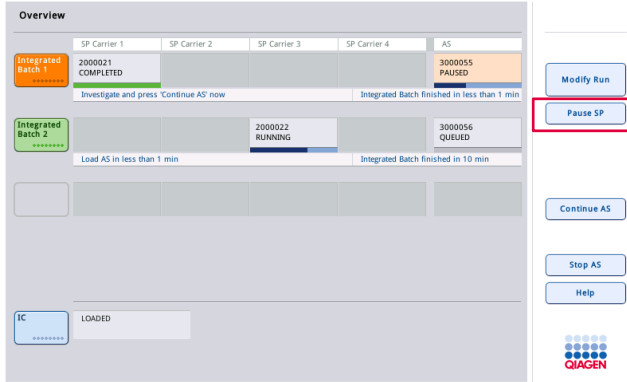 Overview
SP Carrier 1 SP Carrier 2 SP Carrier 3 SP Carrier 4 AS
Integrated
Batch 1
2000021
COMPLETED
3000055
PAUSED
Investigate and press 'Continue AS' now
Integrated Batch finished in less than 1 min
Integrated
Batch 2
2000022
RUNNING
3000056
QUEUED
Load AS in less than 1 min
Integrated Batch finished in 10 min
IC
LOADED
Modify Run
Pause SP
Continue AS
Stop AS
Help
QIAGEN